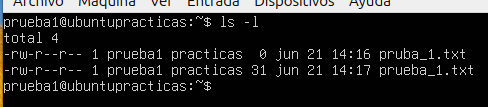 Archivo Máquina Ver Entrada Dispositivos Ayuda
prueba1@ubuntupracticas:~$ ls -l
total 4
-rw-r--r-- 1 prueba1 practicas  0 jun 21 14:16 pruba_1.txt
-rw-r--r-- 1 prueba1 practicas 31 jun 21 14:17 prueba_1.txt
prueba1@ubuntupracticas:~$